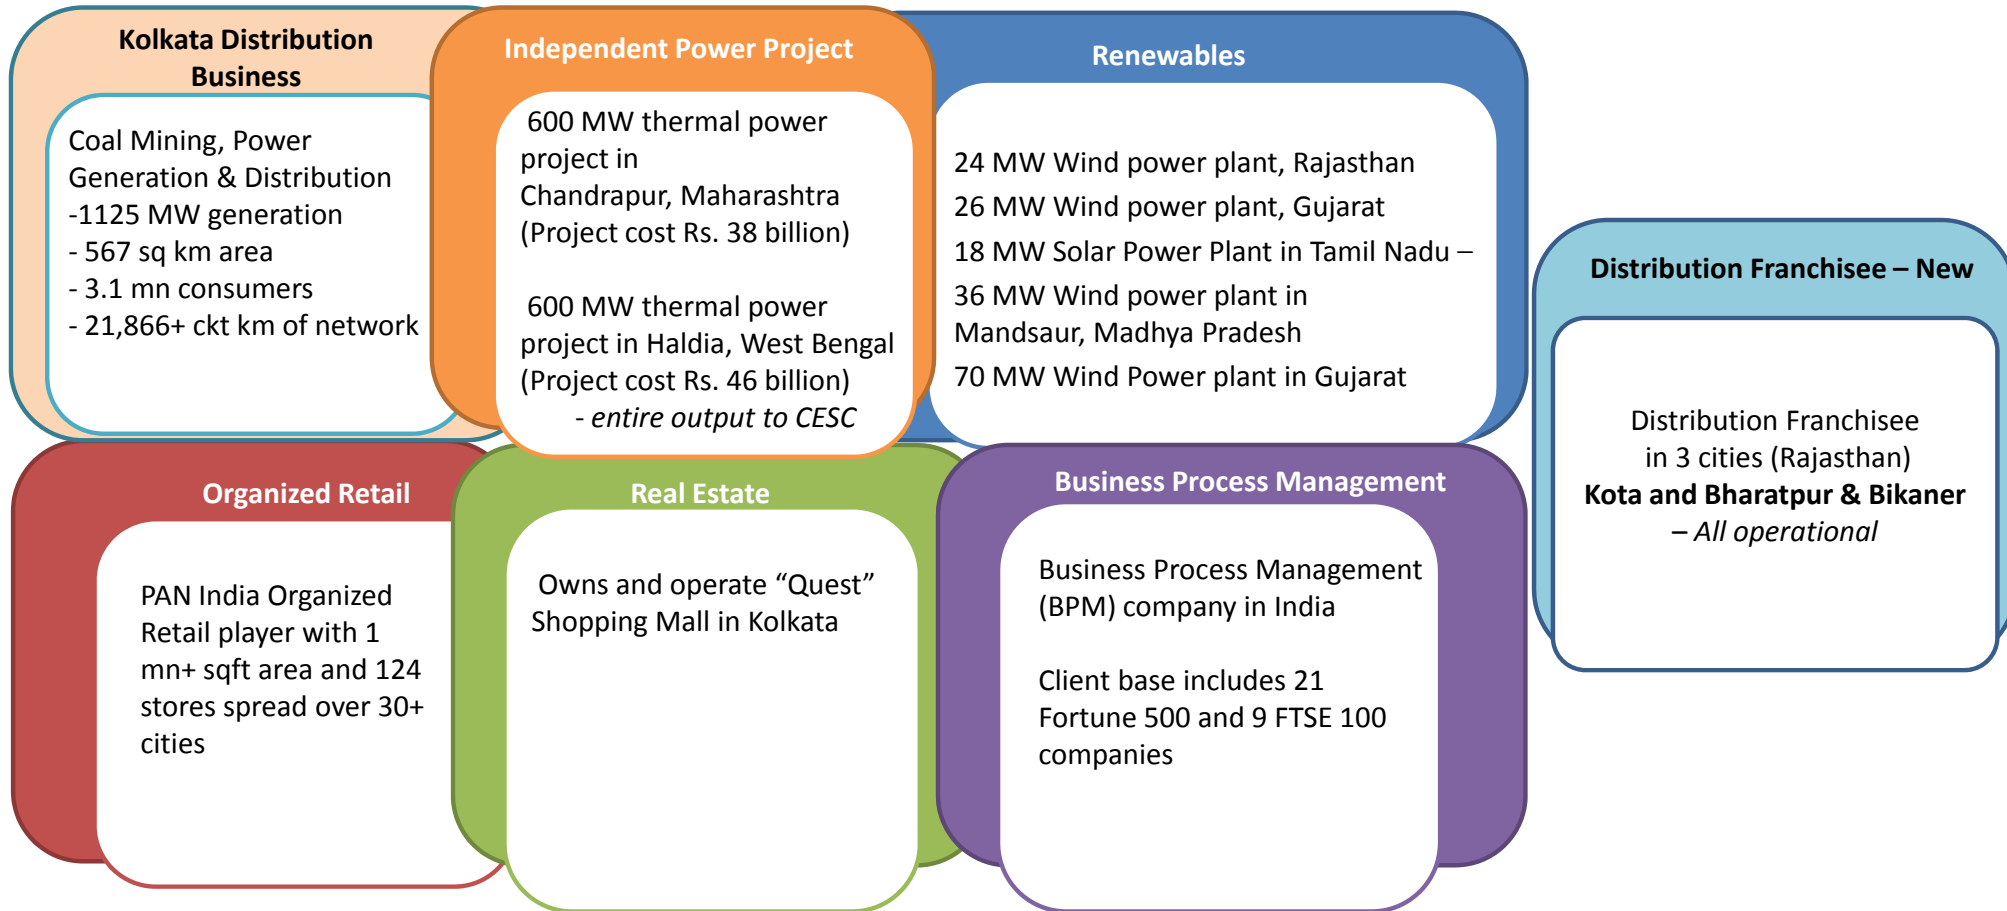 Kolkata Distribution
Business
Coal Mining, Power
Generation & Distribution
-1125 MW generation
- 567 sq km area
- 3.1 mn consumers
- 21,866+ ckt km of network
Independent Power Project
600 MW thermal power
project in
Chandrapur, Maharashtra
(Project cost Rs. 38 billion)
600 MW thermal power
project in Haldia, West Bengal
(Project cost Rs. 46 billion)
- entire output to CESC
Renewables
24 MW Wind power plant, Rajasthan
26 MW Wind power plant, Gujarat
18 MW Solar Power Plant in Tamil Nadu –
36 MW Wind power plant in
Mandsaur, Madhya Pradesh
70 MW Wind Power plant in Gujarat
Distribution Franchisee – New
Distribution Franchisee
in 3 cities (Rajasthan)
Kota and Bharatpur & Bikaner
– All operational
Organized Retail
PAN India Organized
Retail player with 1
mn+ sqft area and 124
stores spread over 30+
cities
Real Estate
Owns and operate “Quest”
Shopping Mall in Kolkata
Business Process Management
Business Process Management
(BPM) company in India
Client base includes 21
Fortune 500 and 9 FTSE 100
companies